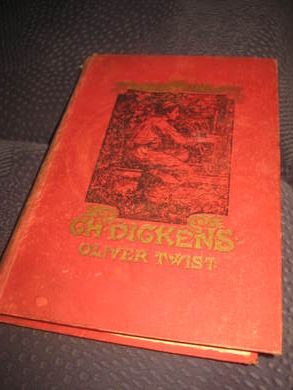 CH. DICKENS
OLIVER TWIST